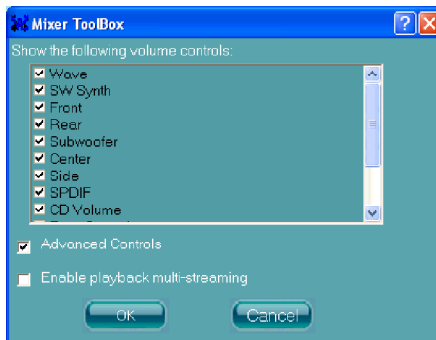 Mixer ToolBox
Show the following volume controls:
Wave
SW Synth
Front
Rear
Subwoofer
Center
Side
SPDIF
CD Volume
Advanced Controls
Enable playback multi-streaming
OK
Cancel